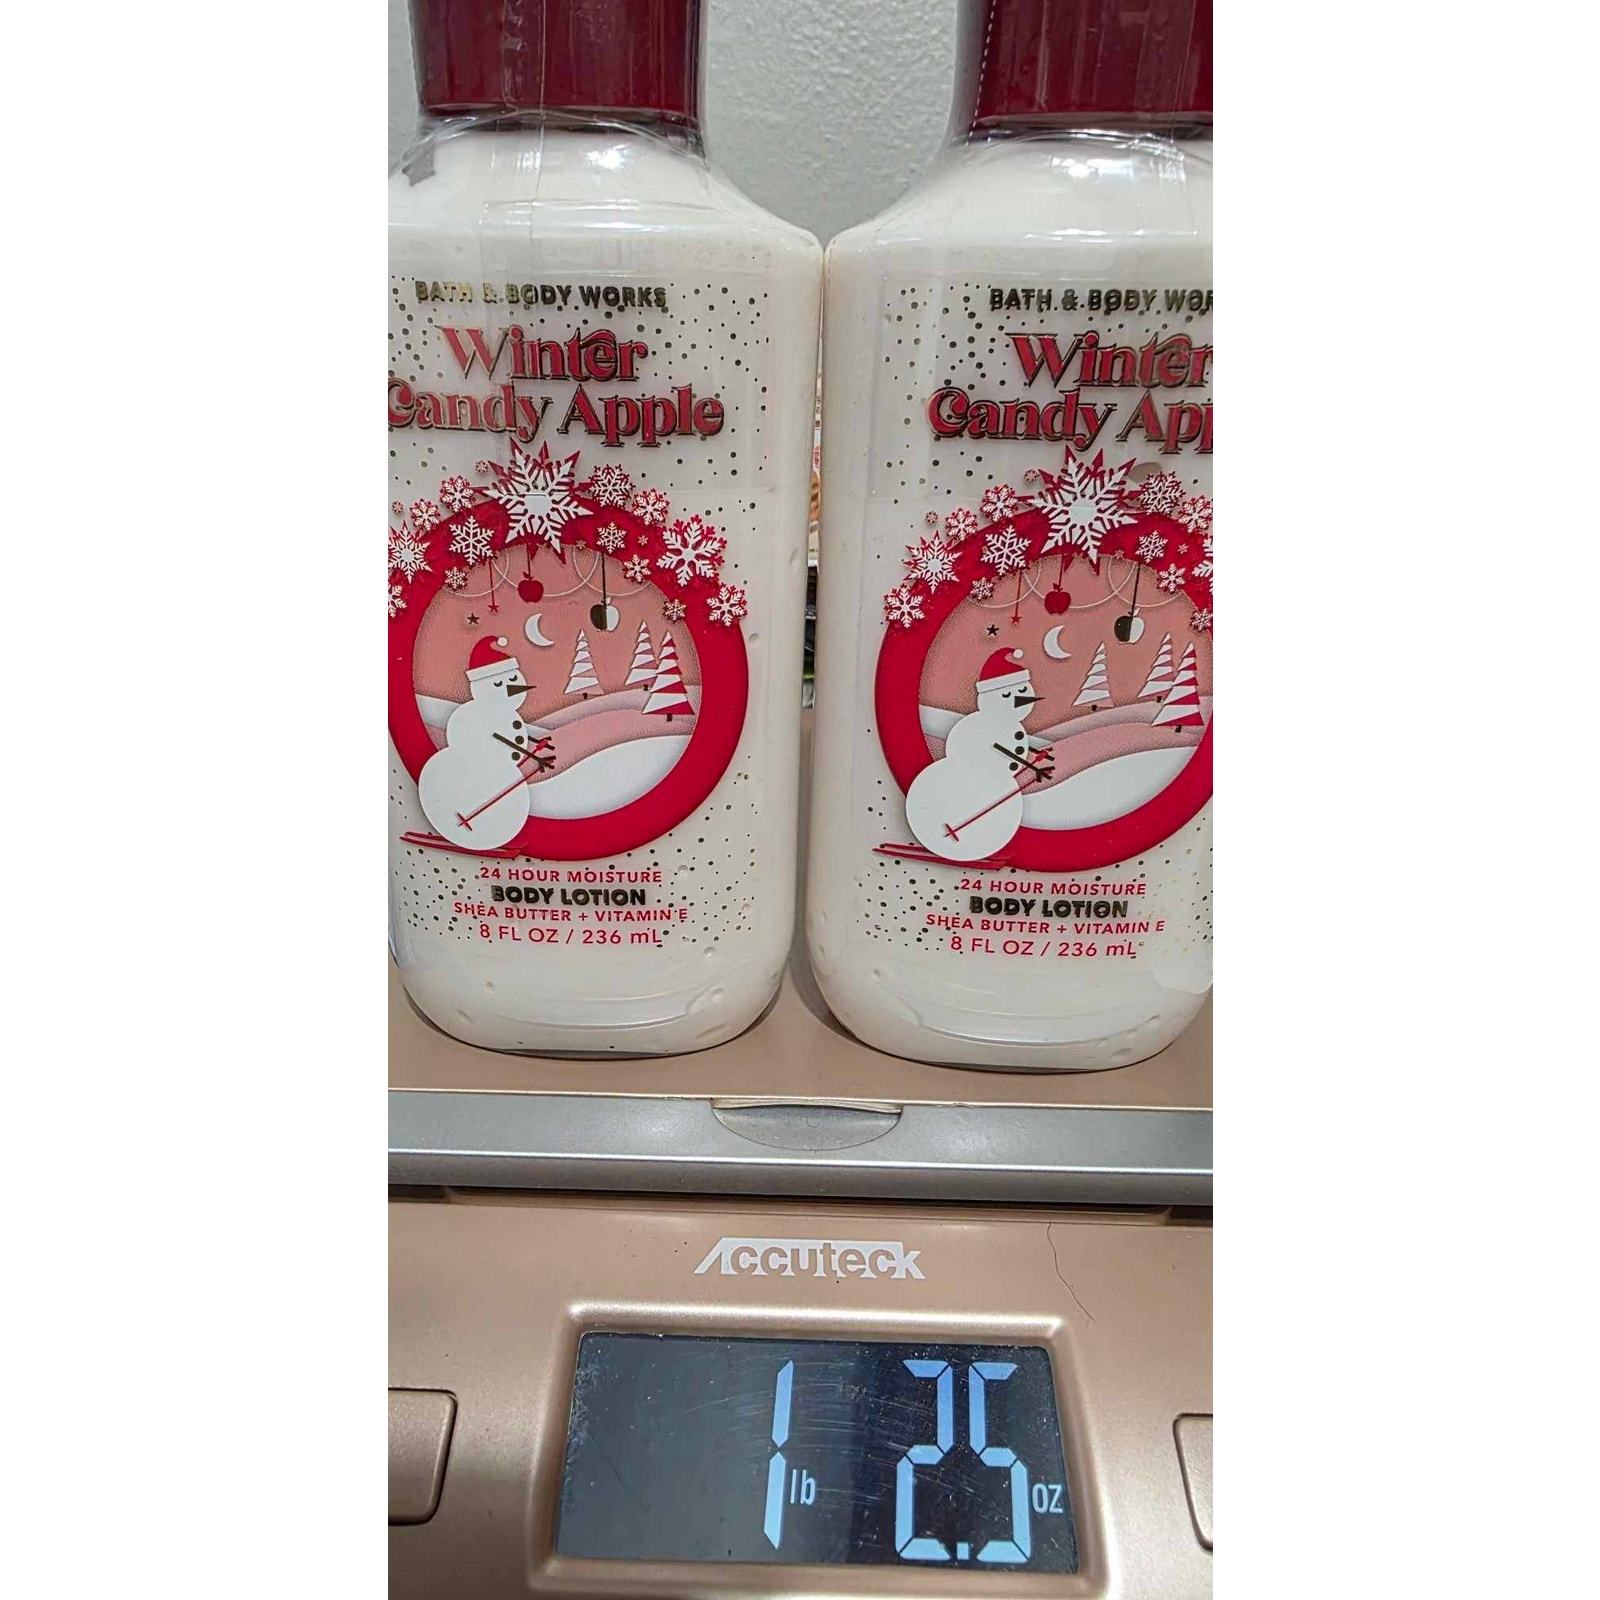 BATH & BODY WORKS
Winter
Candy Apple
24 HOUR MOISTURE
BODY LOTION
SHEA BUTTER + VITAMIN E
8 FL OZ / 236 mL
BATH & BODY WOR
Winter
Candy App
24 HOUR MOISTURE
BODY LOTION
SHEA BUTTER + VITAMIN E
8 FL OZ / 236 mL
Accuteck
1 lb 2.5 oz